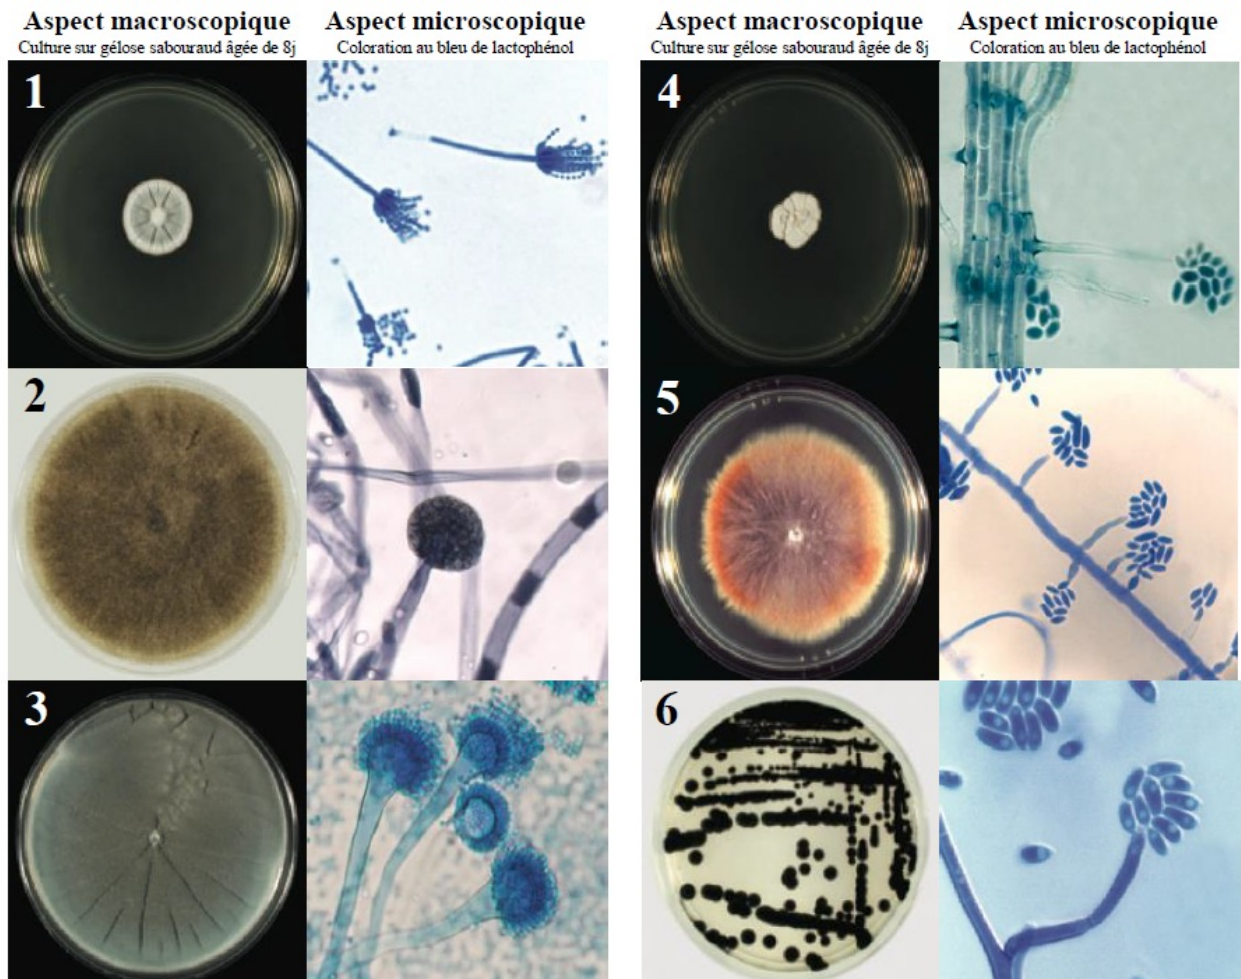 Aspect macroscopique
Culture sur gélose sabouraud âgée de 8j
Aspect microscopique
Coloration au bleu de lactophénol
Aspect macroscopique
Culture sur gélose sabouraud âgée de 8j
Aspect microscopique
Coloration au bleu de lactophénol
1
4
2
5
3
6